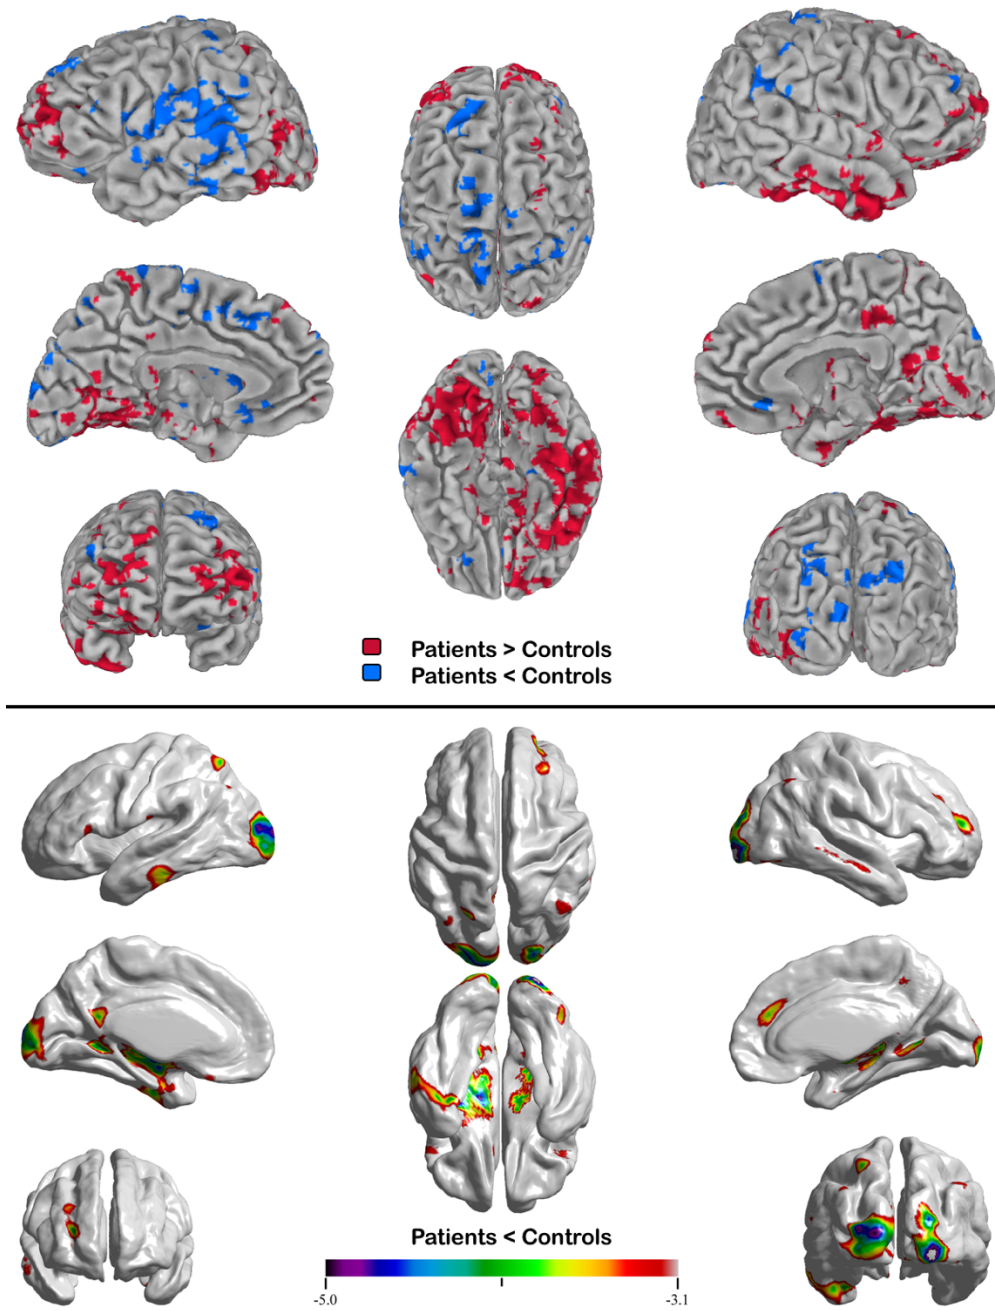 Patients > Controls
Patients < Controls
Patients < Controls
-5.0
-3.1